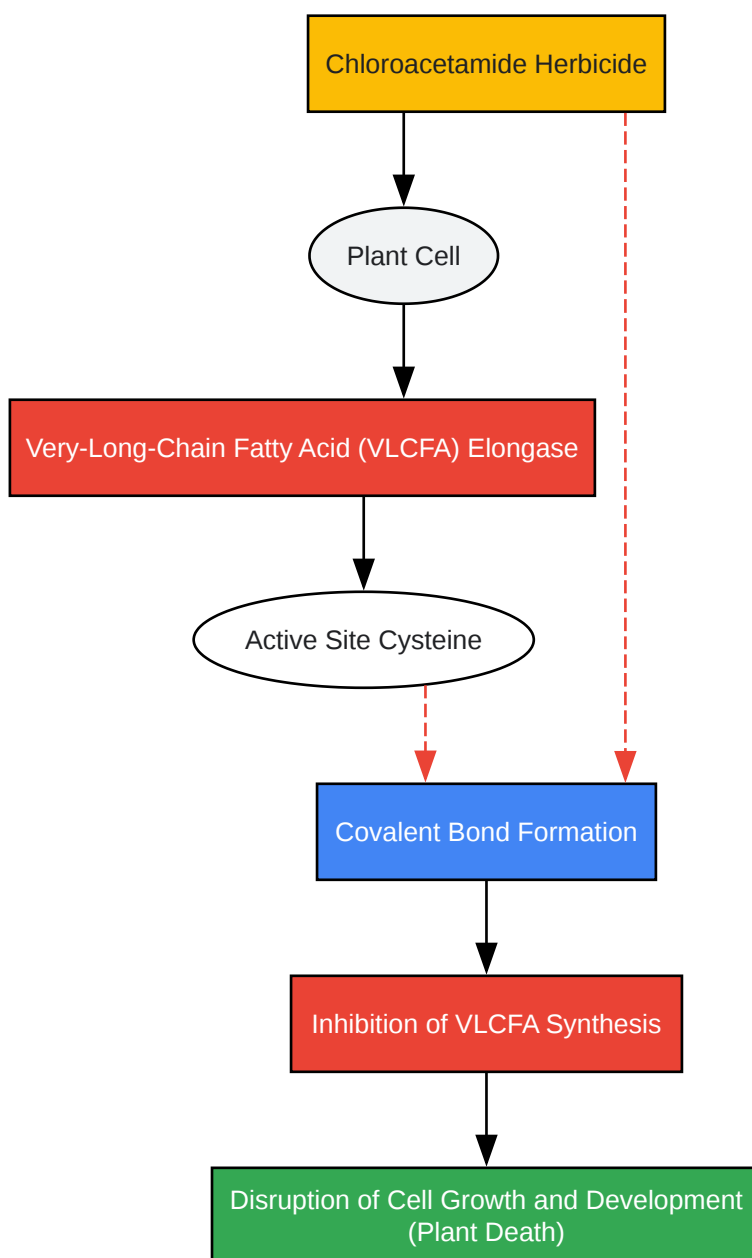 Chloroacetamide Herbicide
Plant Cell
Very-Long-Chain Fatty Acid (VLCFA) Elongase
Active Site Cysteine
Covalent Bond Formation
Inhibition of VLCFA Synthesis
Disruption of Cell Growth and Development
(Plant Death)